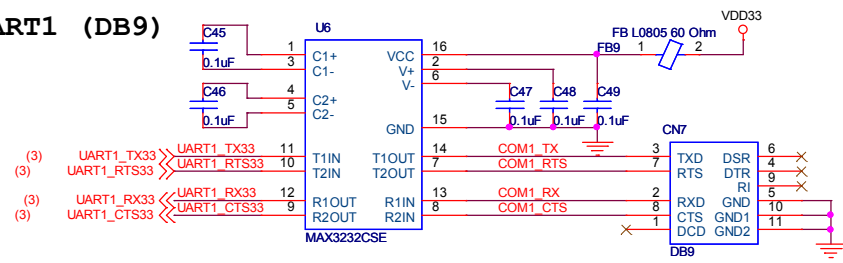 ART1 (DB9)
C45
0.1uF
C46
0.1uF
U6
1 C1+ VCC 16
3 C1- V+ 2
V- 6
4 C2+
5 C2-
GND 15
11 T1IN T1OUT 14
10 T2IN T2OUT 7
12 R1OUT R1IN 13
9 R2OUT R2IN 8
MAX3232CSE
(3) UART1_TX33 UART1_TX33
(3) UART1_RTS33 UART1_RTS33
(3) UART1_RX33 UART1_RX33
(3) UART1_CTS33 UART1_CTS33
FB L0805 60 Ohm
FB9
1 2
VDD33
C47 C48 C49
0.1uF 0.1uF 0.1uF
COM1_TX
COM1_RTS
COM1_RX
COM1_CTS
CN7
3 TXD DSR 6
7 RTS DTR 4
RI 9
2 RXD GND 5
8 CTS GND1 10
1 DCD GND2 11
DB9